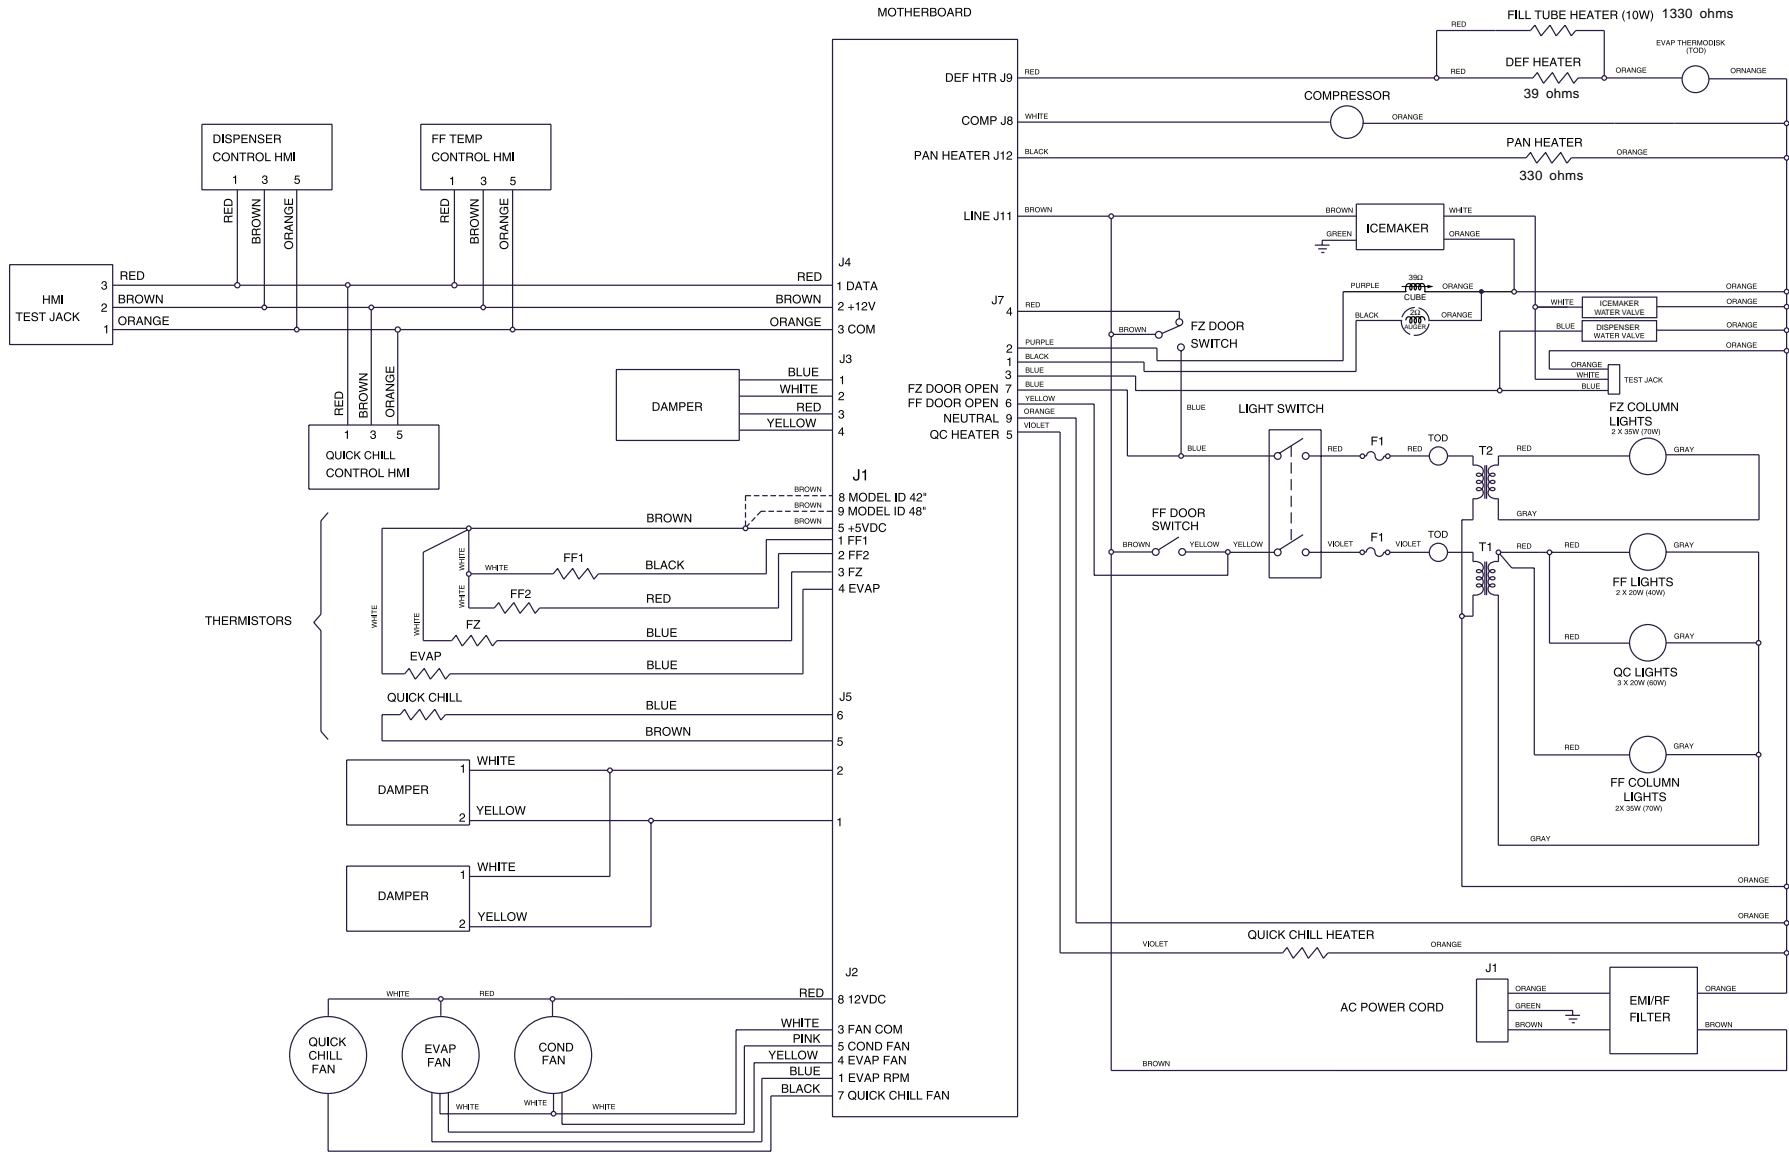 MOTHERBOARD
FILL TUBE HEATER (10W) 1330 ohms
RED
EVAP THERMODISK
(TOD)
DEF HEATER
DEF HTR J9
RED
RED
ORANGE
ORNANGE
39 ohms
COMPRESSOR
COMP J8
WHITE
ORANGE
PAN HEATER
PAN HEATER J12
BLACK
ORANGE
330 ohms
DISPENSER
CONTROL HMI
1 3 5
FF TEMP
CONTROL HMI
1 3 5
RED
BROWN
ORANGE
RED
BROWN
ORANGE
LINE J11
BROWN
BROWN
GREEN
ICEMAKER
WHITE
ORANGE
HMI
TEST JACK
3
2
1
RED
BROWN
ORANGE
J4
RED
1 DATA
BROWN
2 +12V
ORANGE
3 COM
J7
4
RED
PURPLE
39Ω
CUBE
ORANGE
ORANGE
BLACK
2Ω
AUGER
ORANGE
WHITE
ICEMAKER
WATER VALVE
ORANGE
BLUE
DISPENSER
WATER VALVE
ORANGE
ORANGE
BROWN
FZ DOOR
SWITCH
2
PURPLE
1
BLACK
3
BLUE
FZ DOOR OPEN 7
BLUE
FF DOOR OPEN 6
YELLOW
NEUTRAL 9
ORANGE
QC HEATER 5
VIOLET
ORANGE
WHITE
BLUE
TEST JACK
J3
DAMPER
BLUE
1
WHITE
2
RED
3
YELLOW
4
RED
BROWN
ORANGE
1 3 5
QUICK CHILL
CONTROL HMI
BLUE
BLUE
LIGHT SWITCH
RED
F1
RED
TOD
T2
RED
FZ COLUMN
LIGHTS
2 X 35W (70W)
GRAY
GRAY
J1
BROWN
8 MODEL ID 42"
BROWN
9 MODEL ID 48"
BROWN
BROWN
5 +5VDC
1 FF1
2 FF2
3 FZ
4 EVAP
WHITE
WHITE
WHITE
WHITE
WHITE
FF1
BLACK
FF2
RED
FZ
BLUE
EVAP
BLUE
THERMISTORS
FF DOOR
SWITCH
BROWN
YELLOW
YELLOW
VIOLET
F1
VIOLET
TOD
T1
RED
RED
GRAY
FF LIGHTS
2 X 20W (40W)
RED
GRAY
QC LIGHTS
3 X 20W (60W)
RED
GRAY
FF COLUMN
LIGHTS
2X 35W (70W)
GRAY
QUICK CHILL
J5
BLUE
6
BROWN
5
DAMPER
1
WHITE
2
2
YELLOW
1
DAMPER
1
WHITE
2
YELLOW
ORANGE
ORANGE
QUICK CHILL HEATER
VIOLET
ORANGE
J2
WHITE
RED
RED
8 12VDC
WHITE
3 FAN COM
PINK
5 COND FAN
YELLOW
4 EVAP FAN
BLUE
1 EVAP RPM
BLACK
7 QUICK CHILL FAN
QUICK
CHILL
FAN
EVAP
FAN
COND
FAN
WHITE
WHITE
WHITE
J1
AC POWER CORD
ORANGE
GREEN
BROWN
EMI/RF
FILTER
ORANGE
BROWN
BROWN